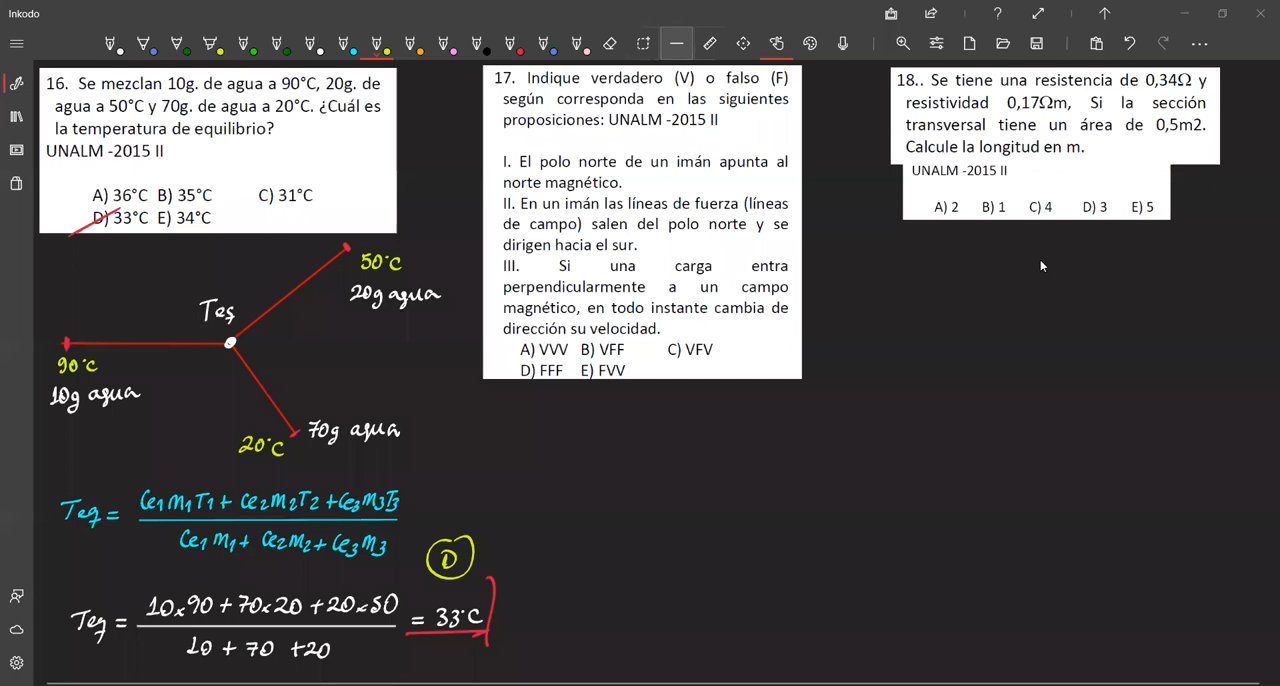 Inkodo
16. Se mezclan 10g. de agua a 90°C, 20g. de
agua a 50°C y 70g. de agua a 20°C. ¿Cuál es
la temperatura de equilibrio?
UNALM -2015 II
A) 36°C B) 35°C C) 31°C
D) 33°C E) 34°C
50°C
20g agua
Teq
90°C
10g agua
20°C
70g agua
Teq = Ce1m1T1 + Ce2m2T2 + Ce3m3T3
Ce1m1 + Ce2m2 + Ce3m3
D
Teq = 10x90 + 70x20 + 20x50 = 33°C
10 + 70 + 20
17. Indique verdadero (V) o falso (F)
según corresponda en las siguientes
proposiciones: UNALM -2015 II
I. El polo norte de un imán apunta al
norte magnético.
II. En un imán las líneas de fuerza (líneas
de campo) salen del polo norte y se
dirigen hacia el sur.
III. Si una carga entra
perpendicularmente a un campo
magnético, en todo instante cambia de
dirección su velocidad.
A) VVV B) VFF C) VFV
D) FFF E) FVV
18.. Se tiene una resistencia de 0,34Ω y
resistividad 0,17Ωm, Si la sección
transversal tiene un área de 0,5m2.
Calcule la longitud en m.
UNALM -2015 II
A) 2 B) 1 C) 4 D) 3 E) 5